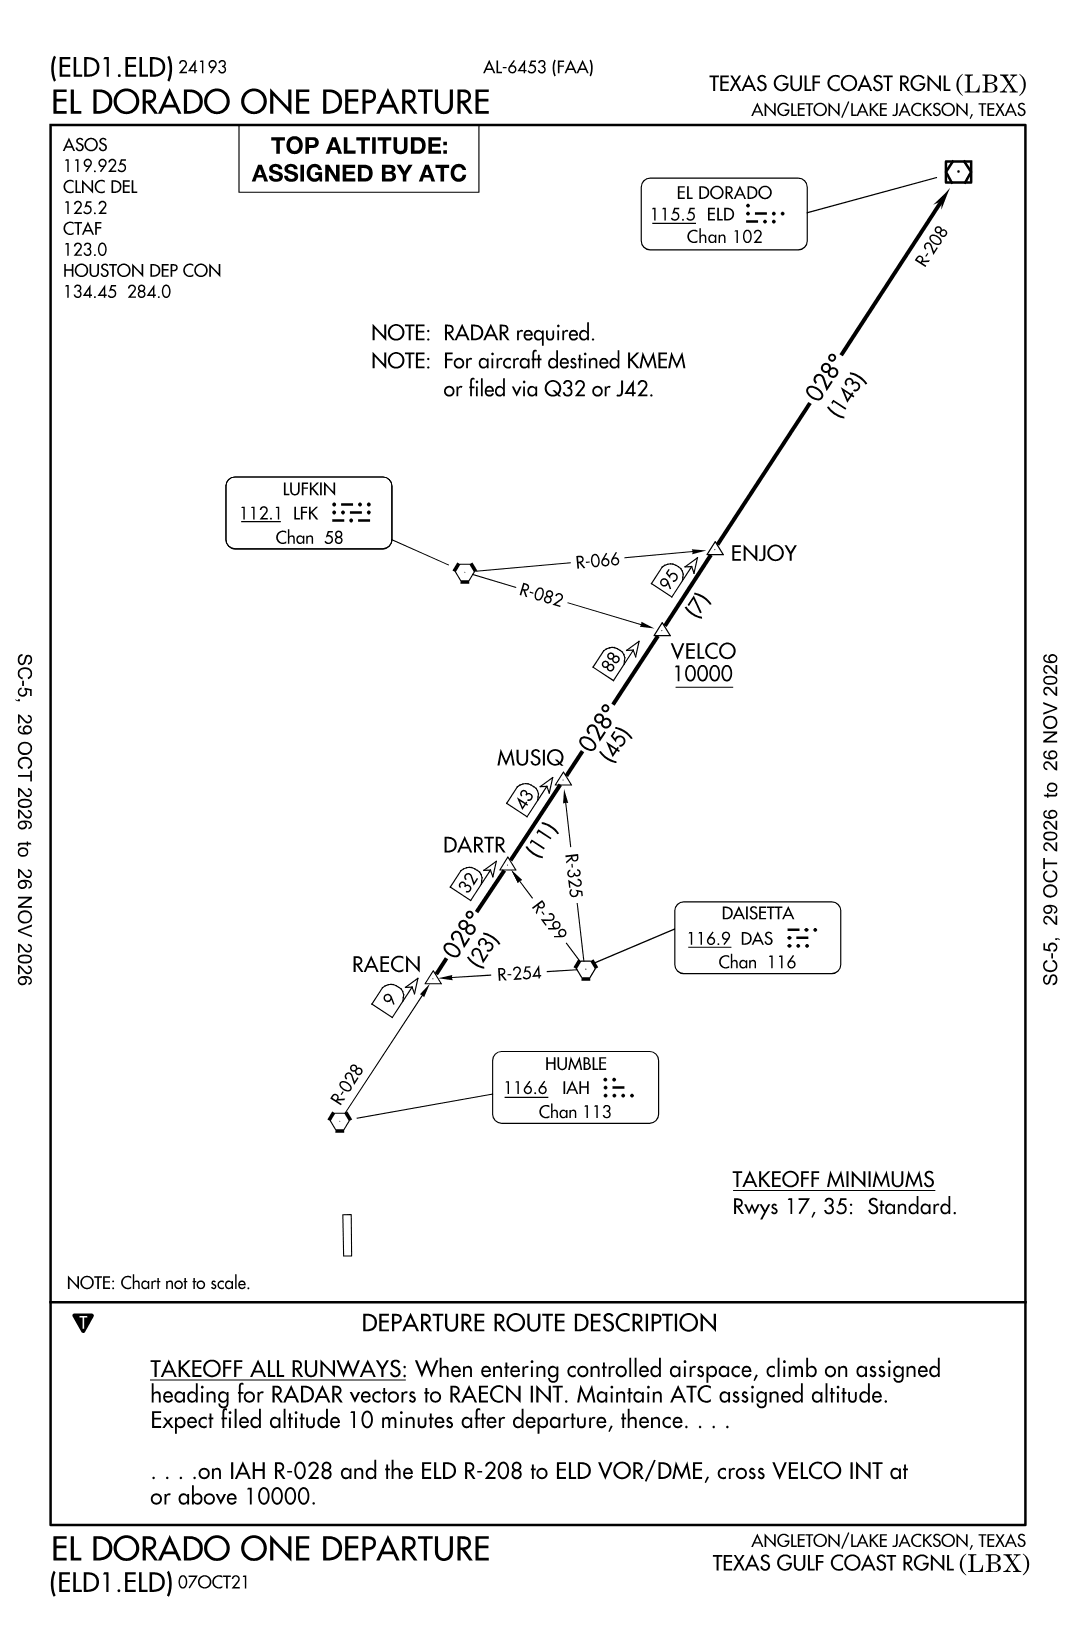 (ELD1.ELD) 24193
AL-6453 (FAA)
TEXAS GULF COAST RGNL (LBX)
EL DORADO ONE DEPARTURE
ANGLETON/LAKE JACKSON, TEXAS
ASOS
119.925
CLNC DEL
125.2
CTAF
123.0
HOUSTON DEP CON
134.45 284.0
TOP ALTITUDE:
ASSIGNED BY ATC
EL DORADO
115.5 ELD
Chan 102
R-208
NOTE: RADAR required.
NOTE: For aircraft destined KMEM
or filed via Q32 or J42.
028°
(143)
LUFKIN
112.1 LFK
Chan 58
R-066
R-082
ENJOY
95
(7)
VELCO
10000
88
028°
(45)
MUSIQ
43
(11)
DARTR
32
R-325
R-299
028°
(23)
DAISETTA
116.9 DAS
Chan 116
RAECN
R-254
9
R-028
HUMBLE
116.6 IAH
Chan 113
TAKEOFF MINIMUMS
Rwys 17, 35: Standard.
NOTE: Chart not to scale.
SC-5, 29 OCT 2026 to 26 NOV 2026
SC-5, 29 OCT 2026 to 26 NOV 2026
T
DEPARTURE ROUTE DESCRIPTION
TAKEOFF ALL RUNWAYS: When entering controlled airspace, climb on assigned
heading for RADAR vectors to RAECN INT. Maintain ATC assigned altitude.
Expect filed altitude 10 minutes after departure, thence. . . .
. . . .on IAH R-028 and the ELD R-208 to ELD VOR/DME, cross VELCO INT at
or above 10000.
EL DORADO ONE DEPARTURE
ANGLETON/LAKE JACKSON, TEXAS
TEXAS GULF COAST RGNL (LBX)
(ELD1.ELD) 07OCT21